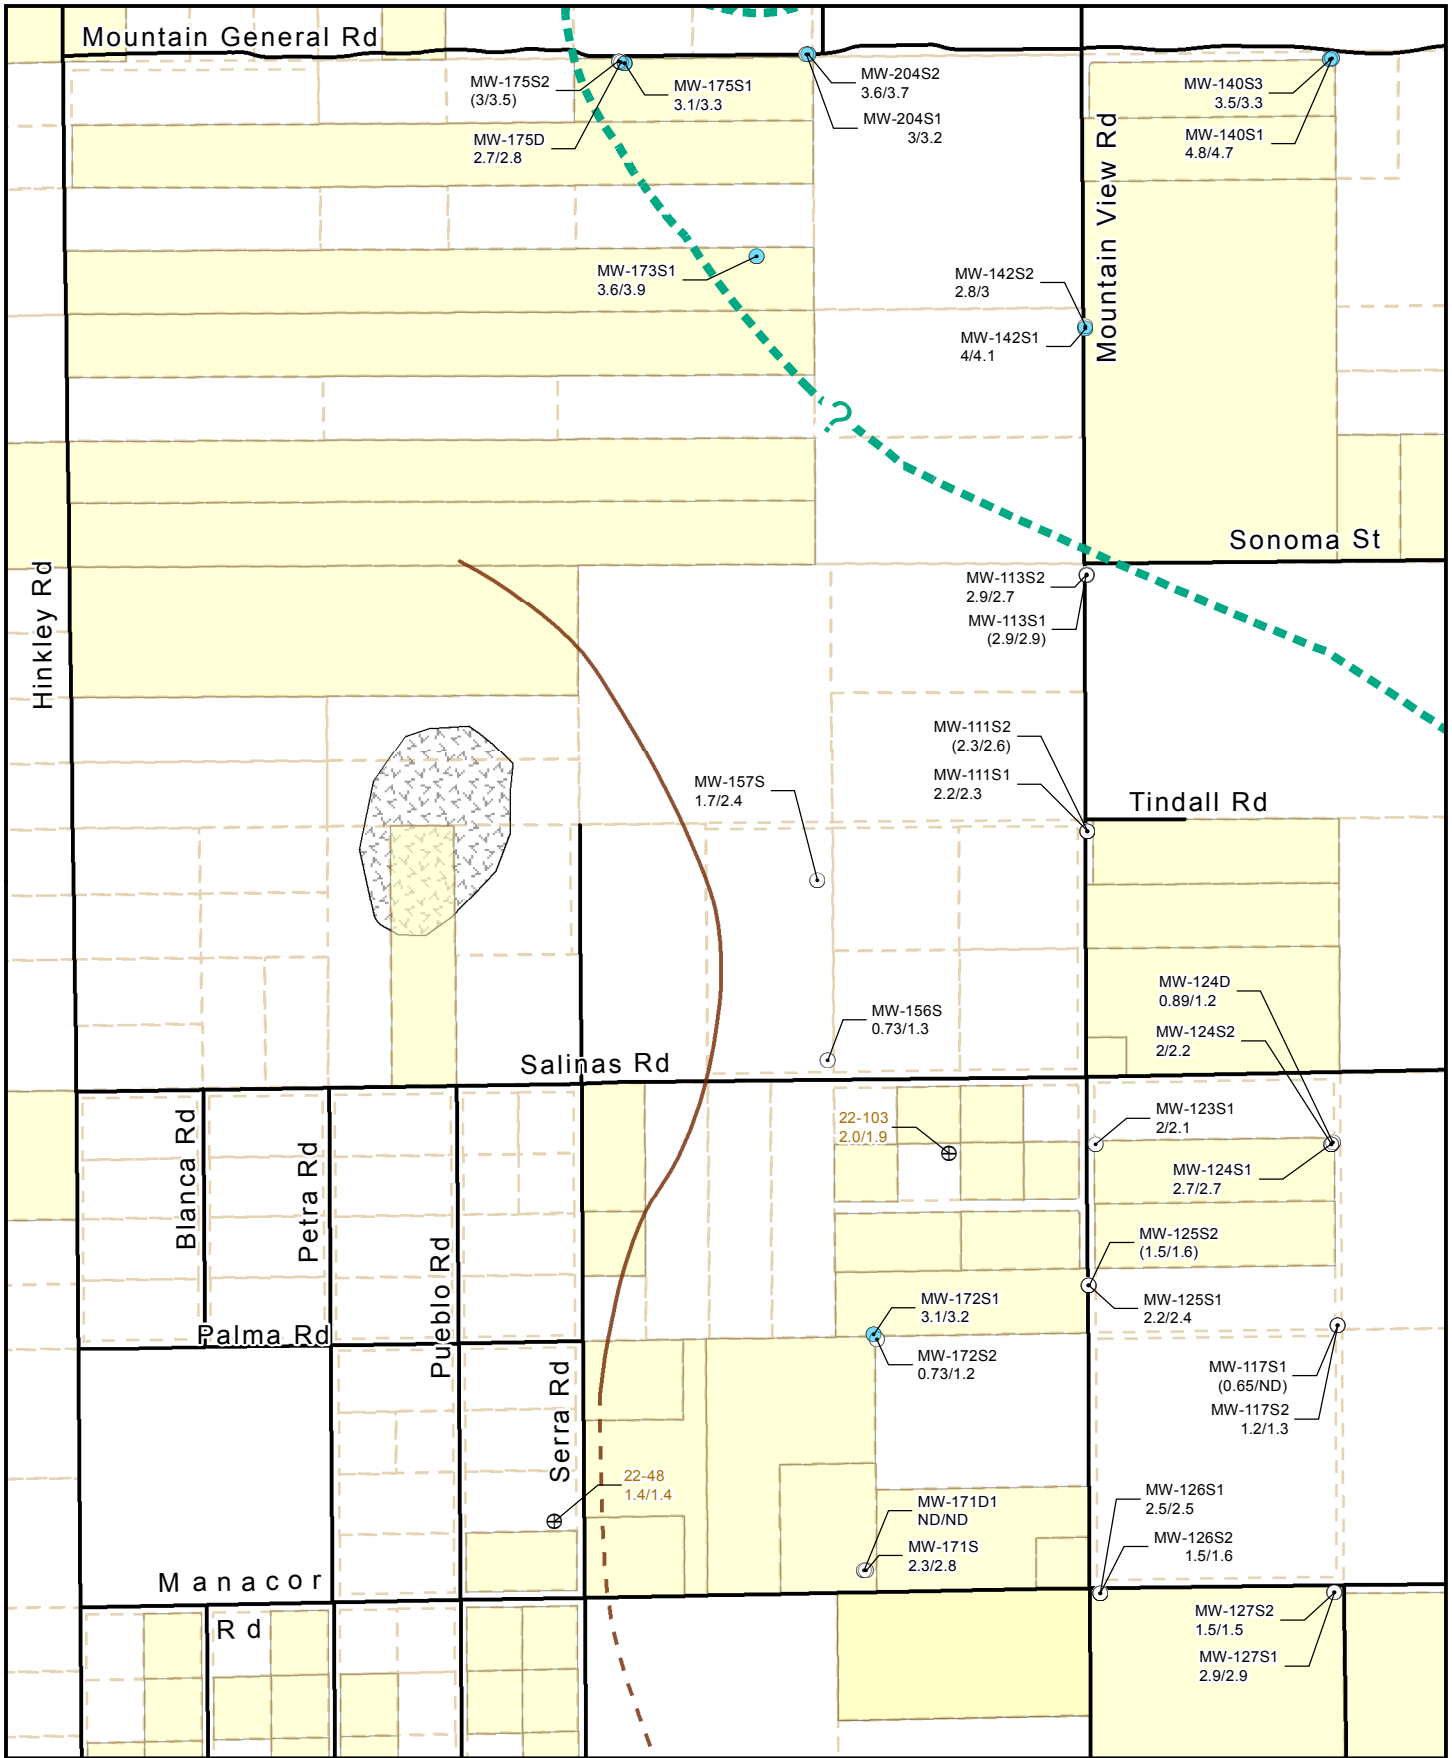 Mountain General Rd
MW-175S2
(3/3.5)
MW-175S1
3.1/3.3
MW-175D
2.7/2.8
MW-204S2
3.6/3.7
MW-204S1
3/3.2
MW-140S3
3.5/3.3
MW-140S1
4.8/4.7
Mountain View Rd
MW-173S1
3.6/3.9
MW-142S2
2.8/3
MW-142S1
4/4.1
?
Sonoma St
Hinkley Rd
MW-113S2
2.9/2.7
MW-113S1
(2.9/2.9)
MW-111S2
(2.3/2.6)
MW-111S1
2.2/2.3
MW-157S
1.7/2.4
Tindall Rd
MW-124D
0.89/1.2
MW-124S2
2/2.2
MW-156S
0.73/1.3
Salinas Rd
22-103
2.0/1.9
MW-123S1
2/2.1
MW-124S1
2.7/2.7
Blanca Rd
Petra Rd
Pueblo Rd
MW-125S2
(1.5/1.6)
MW-125S1
2.2/2.4
MW-172S1
3.1/3.2
MW-172S2
0.73/1.2
Palma Rd
MW-117S1
(0.65/ND)
MW-117S2
1.2/1.3
Serra Rd
22-48
1.4/1.4
MW-171D1
ND/ND
MW-171S
2.3/2.8
MW-126S1
2.5/2.5
MW-126S2
1.5/1.6
Manacor
Rd
MW-127S2
1.5/1.5
MW-127S1
2.9/2.9